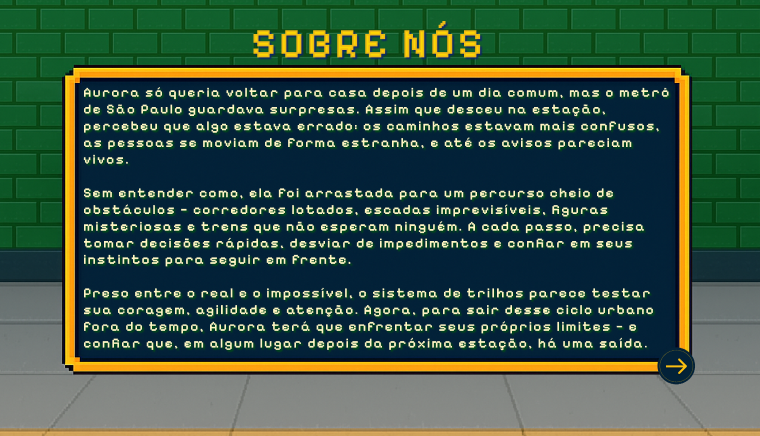 SOBRE NÓS
Aurora só queria voltar para casa depois de um dia comum, mas o metrô
de São Paulo guardava surpresas. Assim que desceu na estação,
percebeu que algo estava errado: os caminhos estavam mais confusos,
as pessoas se moviam de forma estranha, e até os avisos pareciam
vivos.
Sem entender como, ela foi arrastada para um percurso cheio de
obstáculos - corredores lotados, escadas imprevisíveis, figuras
misteriosas e trens que não esperam ninguém. A cada passo, precisa
tomar decisões rápidas, desviar de impedimentos e confiar em seus
instintos para seguir em frente.
Preso entre o real e o impossível, o sistema de trilhos parece testar
sua coragem, agilidade e atenção. Agora, para sair desse ciclo urbano
fora do tempo, Aurora terá que enfrentar seus próprios limites - e
confiar que, em algum lugar depois da próxima estação, há uma saída.